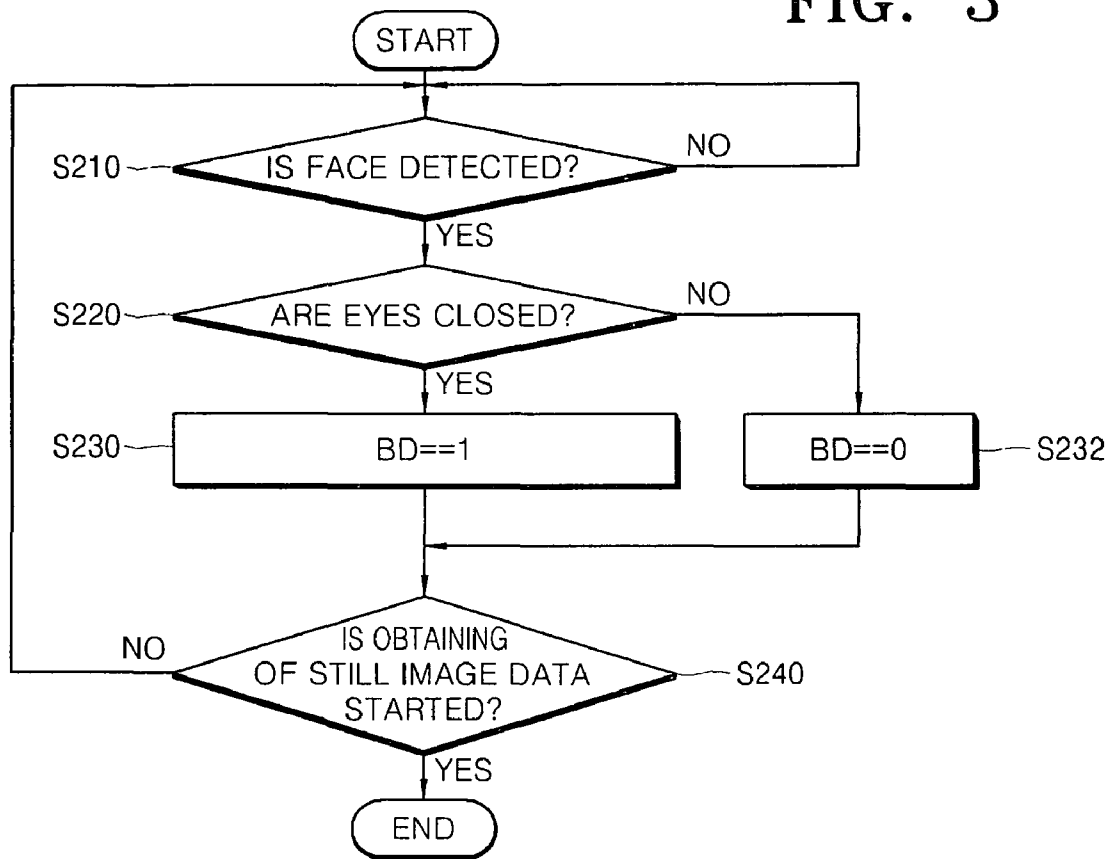 FIG. 3
START
S210
IS FACE DETECTED?
NO
YES
S220
ARE EYES CLOSED?
NO
YES
S230
BD==1
BD==0
S232
NO
IS OBTAINING
OF STILL IMAGE DATA
STARTED?
S240
YES
END